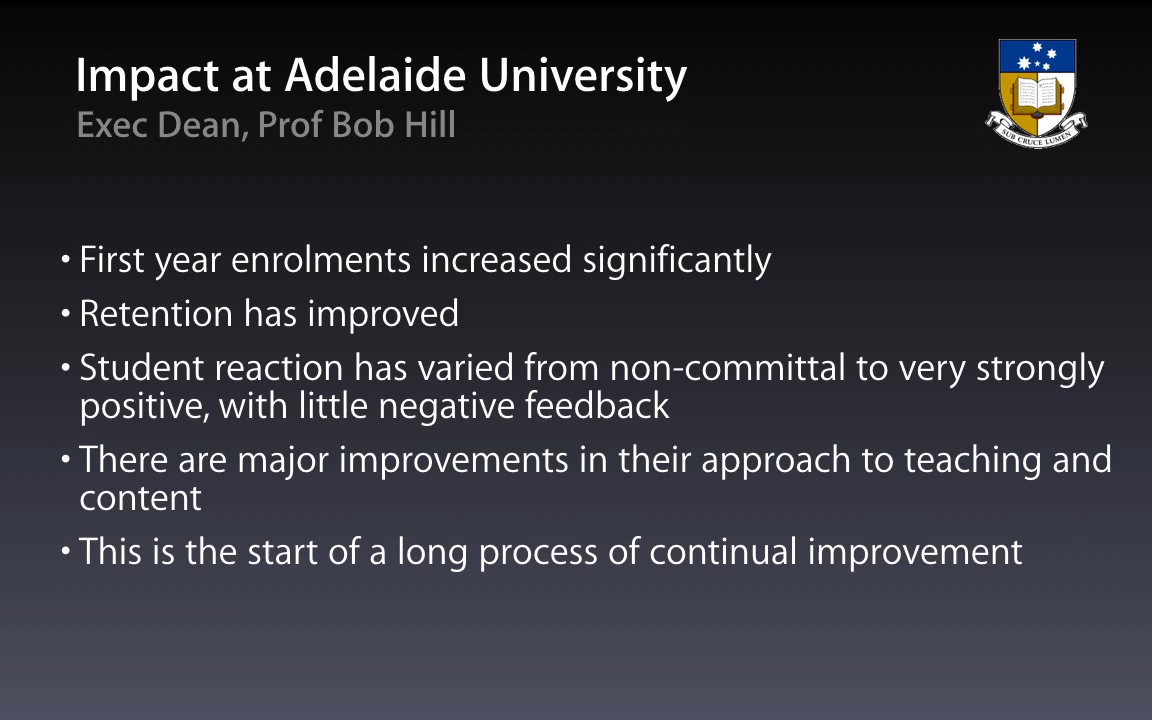 Impact at Adelaide University
Exec Dean, Prof Bob Hill
SUB CRUCE LUMEN
• First year enrolments increased significantly
• Retention has improved
• Student reaction has varied from non-committal to very strongly
positive, with little negative feedback
• There are major improvements in their approach to teaching and
content
• This is the start of a long process of continual improvement